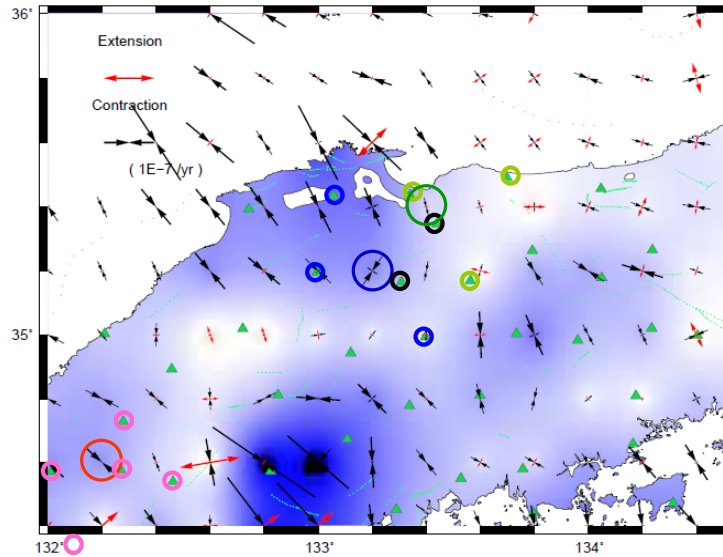 36°
Extension
Contraction
( 1E−7 /yr )
35°
132°
133°
134°